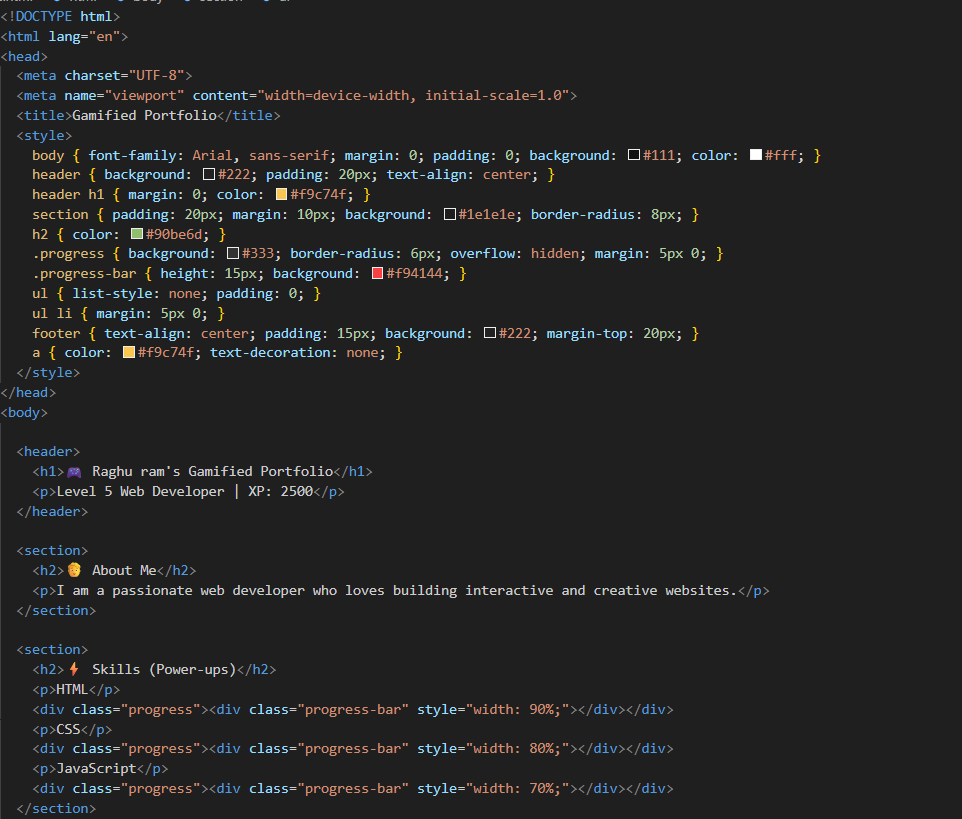 <!DOCTYPE html>
<html lang="en">
<head>
  <meta charset="UTF-8">
  <meta name="viewport" content="width=device-width, initial-scale=1.0">
  <title>Gamified Portfolio</title>
  <style>
    body { font-family: Arial, sans-serif; margin: 0; padding: 0; background: #111; color: #fff; }
    header { background: #222; padding: 20px; text-align: center; }
    header h1 { margin: 0; color: #f9c74f; }
    section { padding: 20px; margin: 10px; background: #1e1e1e; border-radius: 8px; }
    h2 { color: #90be6d; }
    .progress { background: #333; border-radius: 6px; overflow: hidden; margin: 5px 0; }
    .progress-bar { height: 15px; background: #f94144; }
    ul { list-style: none; padding: 0; }
    ul li { margin: 5px 0; }
    footer { text-align: center; padding: 15px; background: #222; margin-top: 20px; }
    a { color: #f9c74f; text-decoration: none; }
  </style>
</head>
<body>
  <header>
    <h1>🎮 Raghu ram's Gamified Portfolio</h1>
    <p>Level 5 Web Developer | XP: 2500</p>
  </header>
  <section>
    <h2>🧑 About Me</h2>
    <p>I am a passionate web developer who loves building interactive and creative websites.</p>
  </section>
  <section>
    <h2>⚡ Skills (Power-ups)</h2>
    <p>HTML</p>
    <div class="progress"><div class="progress-bar" style="width: 90%;"></div></div>
    <p>CSS</p>
    <div class="progress"><div class="progress-bar" style="width: 80%;"></div></div>
    <p>JavaScript</p>
    <div class="progress"><div class="progress-bar" style="width: 70%;"></div></div>
  </section>